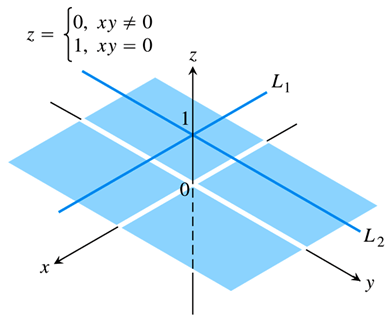 z = {0, xy ≠ 0
1, xy = 0
z
L₁
1
0
L₂
x
y